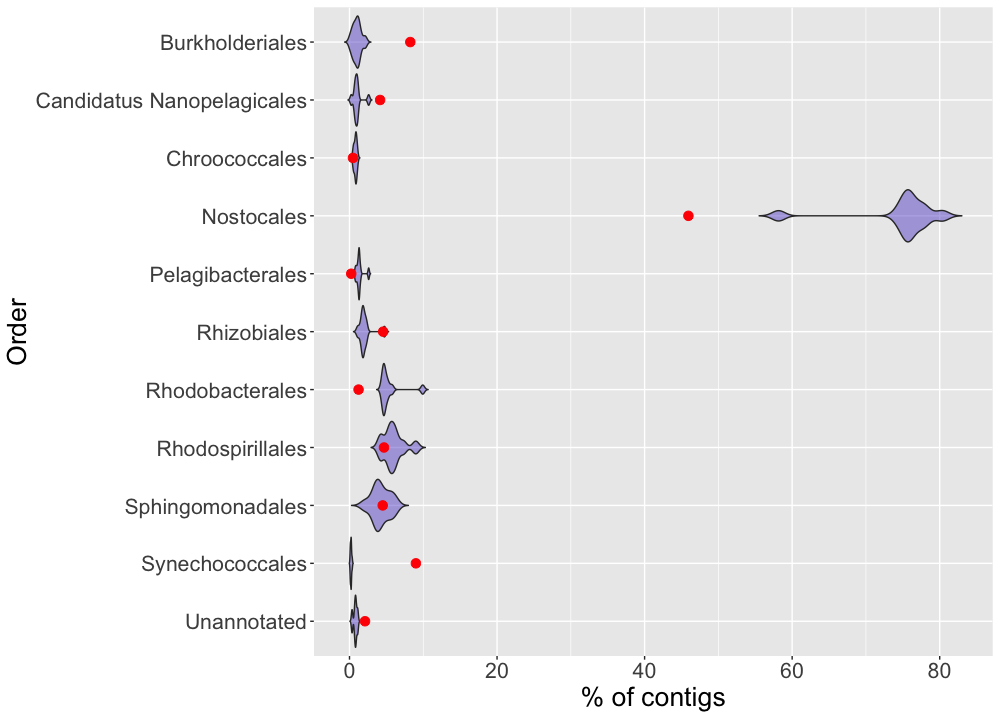 Burkholderiales
Candidatus Nanopelagicales
Chroococcales
Nostocales
Pelagibacterales
Rhizobiales
Rhodobacterales
Rhodospirillales
Sphingomonadales
Synechococcales
Unannotated
Order
0 20 40 60 80
% of contigs